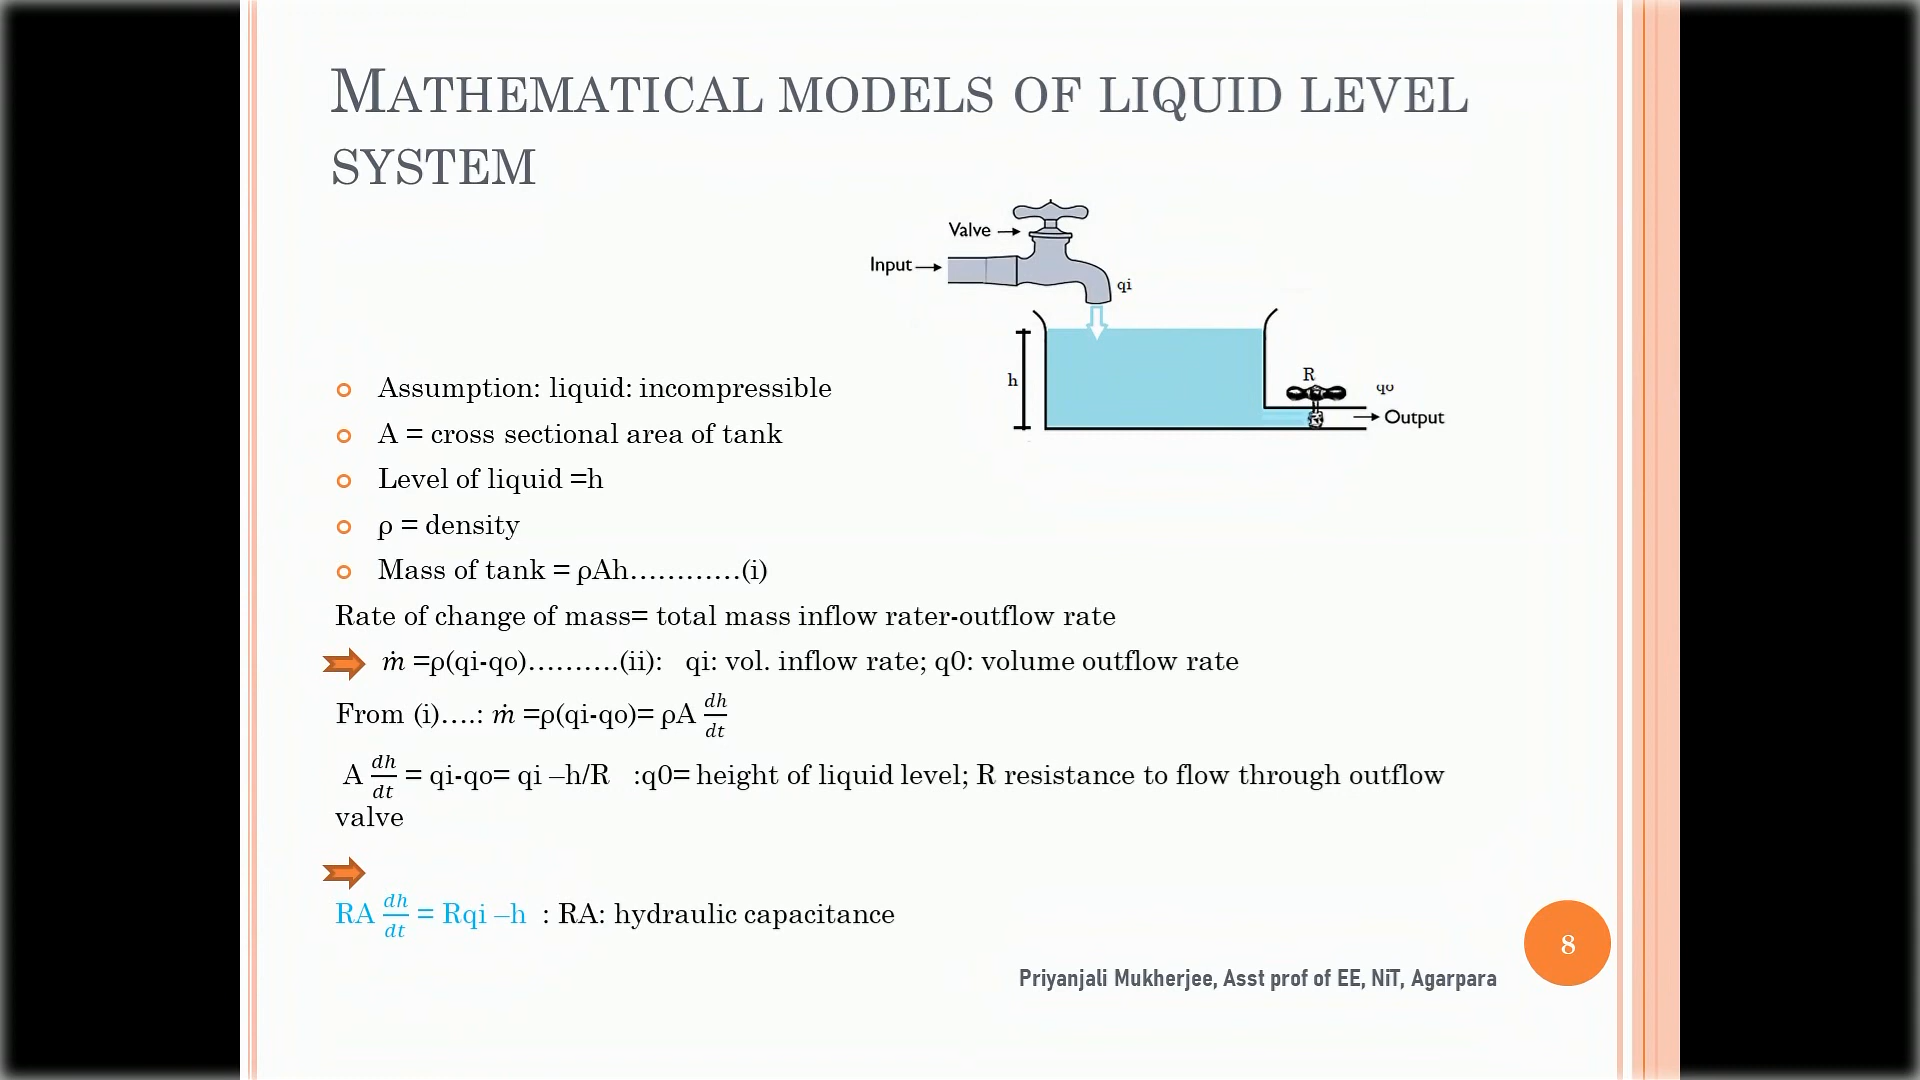 MATHEMATICAL MODELS OF LIQUID LEVEL
SYSTEM
Valve
Input
qi
h
R
qo
Output
Assumption: liquid: incompressible
A = cross sectional area of tank
Level of liquid =h
ρ = density
Mass of tank = ρAh…………(i)
Rate of change of mass= total mass inflow rater-outflow rate
ṁ =ρ(qi-qo)……….(ii): qi: vol. inflow rate; q0: volume outflow rate
From (i)….: ṁ =ρ(qi-qo)= ρA dh/dt
A dh/dt = qi-qo= qi –h/R :q0= height of liquid level; R resistance to flow through outflow
valve
RA dh/dt = Rqi –h : RA: hydraulic capacitance
8
Priyanjali Mukherjee, Asst prof of EE, NiT, Agarpara